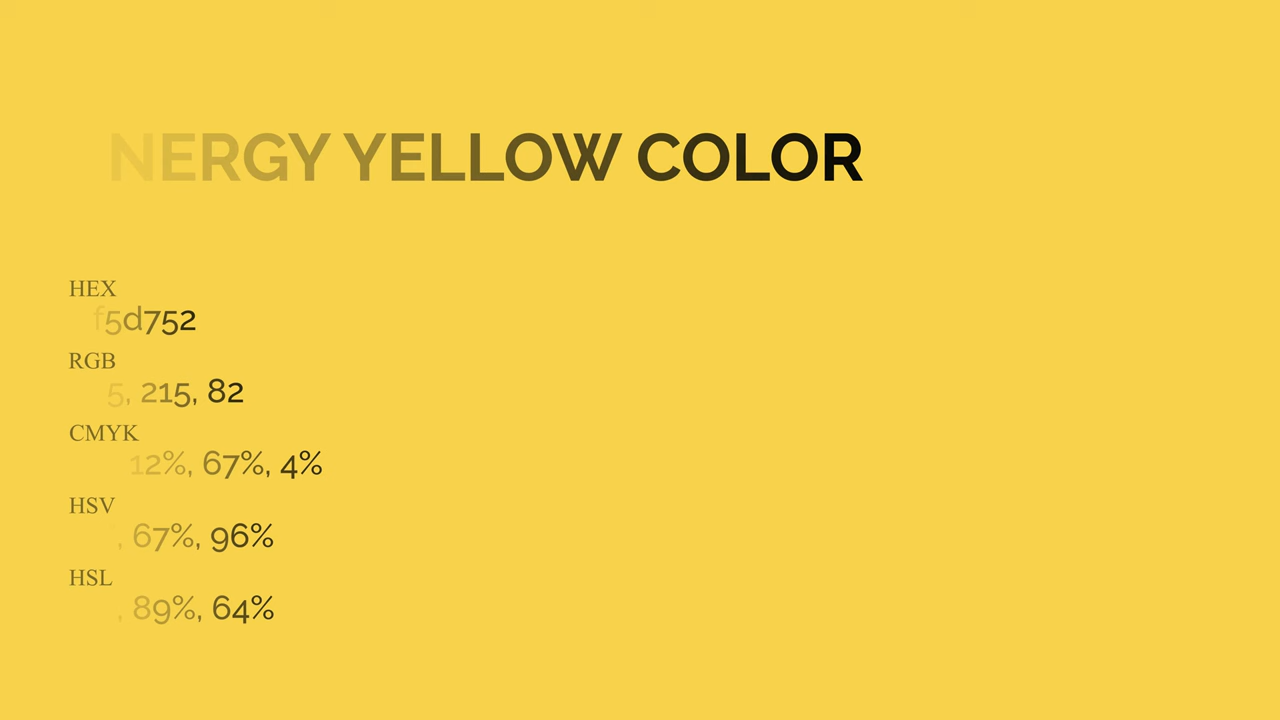 NERGY YELLOW COLOR
HEX
f5d752
RGB
5, 215, 82
CMYK
12%, 67%, 4%
HSV
, 67%, 96%
HSL
, 89%, 64%